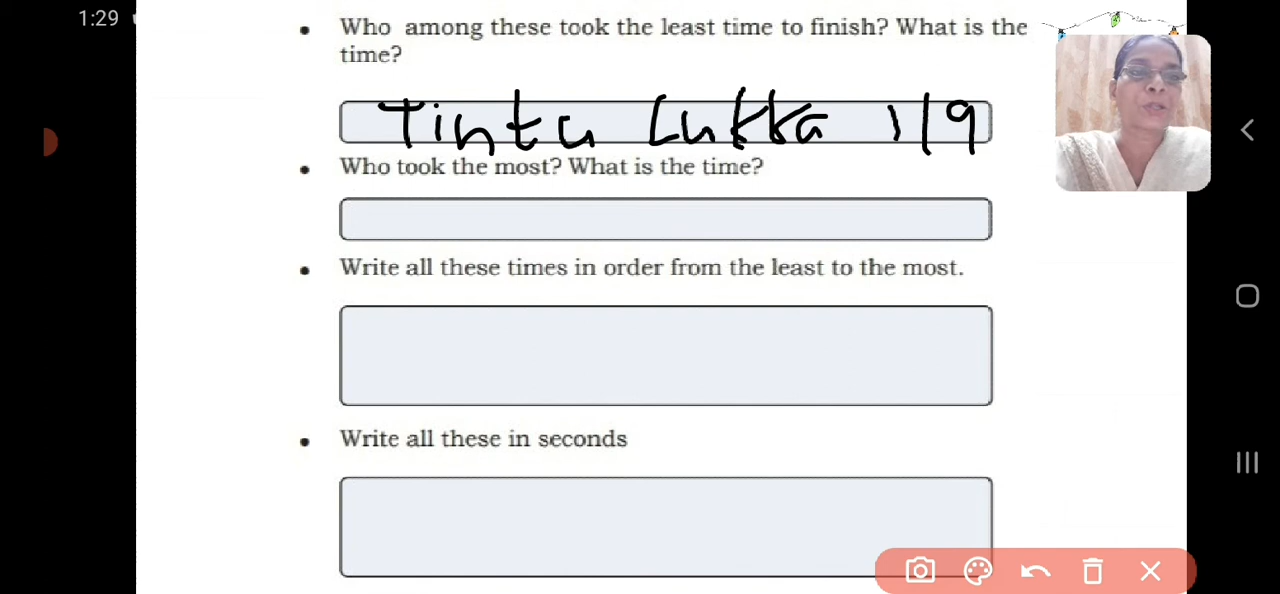 1:29
Who among these took the least time to finish? What is the
time?
Tintu Lukka 1/9
Who took the most? What is the time?
Write all these times in order from the least to the most.
Write all these in seconds